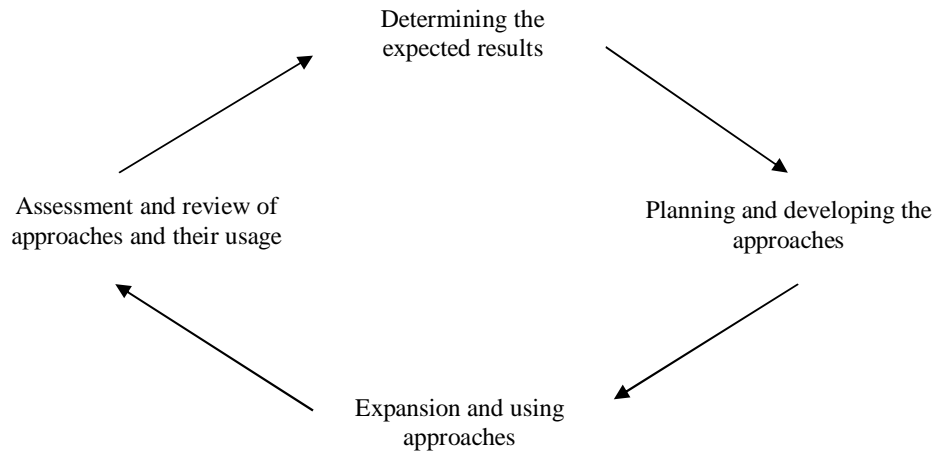 Determining the
expected results
Assessment and review of
approaches and their usage
Planning and developing the
approaches
Expansion and using
approaches